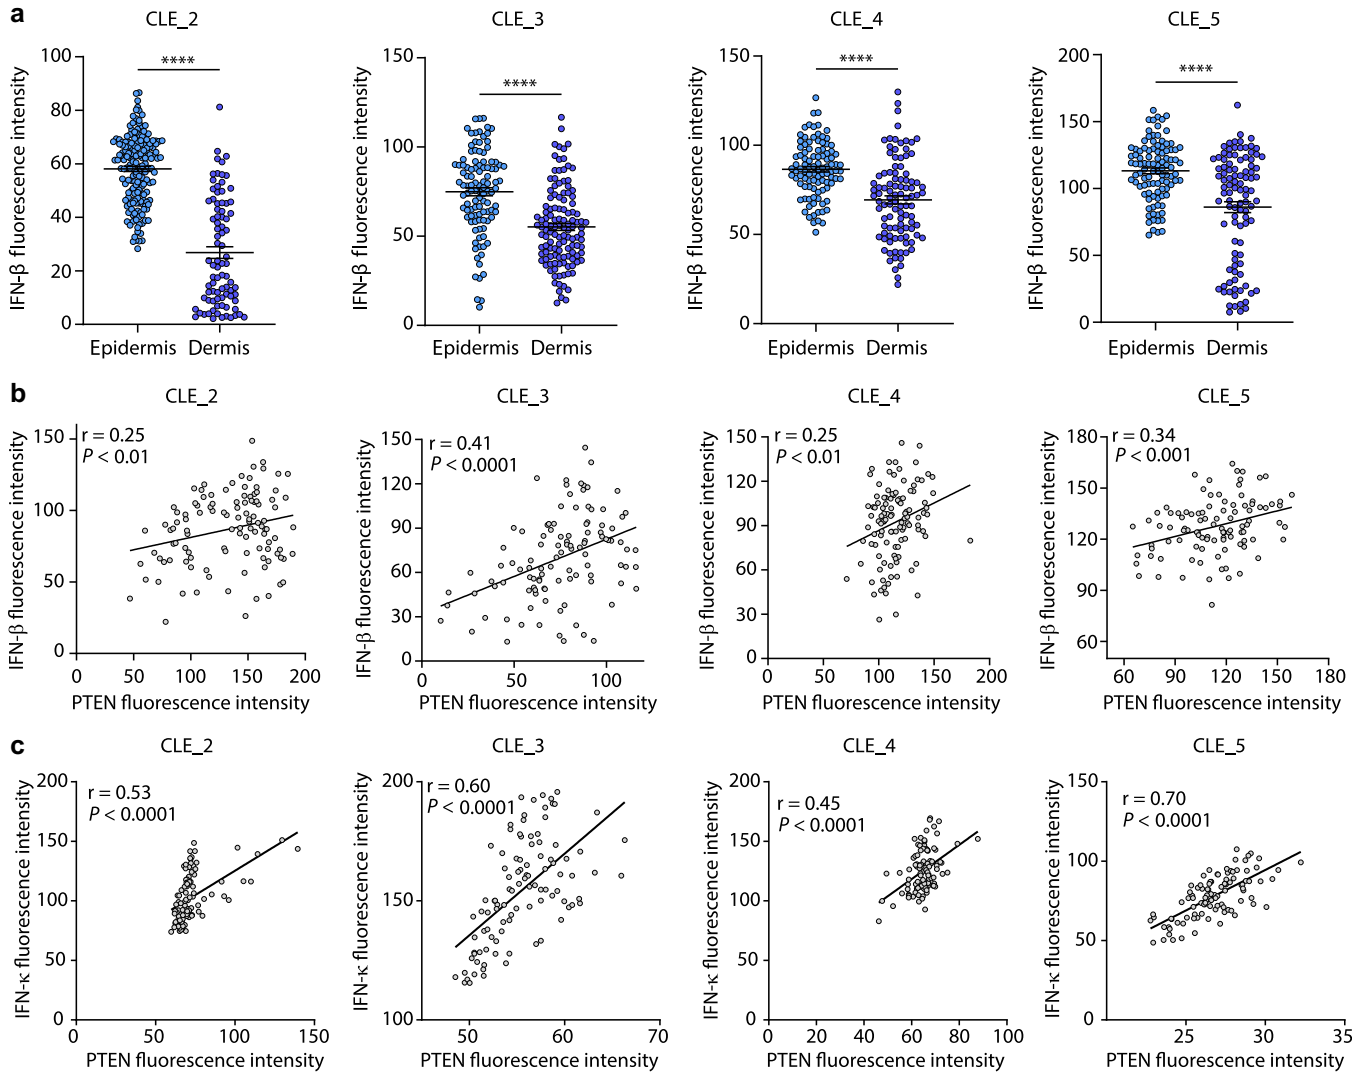 a
CLE_2
CLE_3
CLE_4
CLE_5
IFN-β fluorescence intensity
100
80
60
40
20
0
****
Epidermis Dermis
IFN-β fluorescence intensity
150
100
50
0
****
Epidermis Dermis
IFN-β fluorescence intensity
150
100
50
0
****
Epidermis Dermis
IFN-β fluorescence intensity
200
150
100
50
0
****
Epidermis Dermis
b
CLE_2
CLE_3
CLE_4
CLE_5
IFN-β fluorescence intensity
150
100
50
0
r = 0.25
P < 0.01
0 50 100 150 200
PTEN fluorescence intensity
IFN-β fluorescence intensity
150
120
90
60
30
0
r = 0.41
P < 0.0001
50 100
PTEN fluorescence intensity
IFN-β fluorescence intensity
150
120
90
60
30
0
r = 0.25
P < 0.01
0 50 100 150 200
PTEN fluorescence intensity
IFN-β fluorescence intensity
180
150
120
90
60
r = 0.34
P < 0.001
60 90 120 150 180
PTEN fluorescence intensity
c
CLE_2
CLE_3
CLE_4
CLE_5
IFN-κ fluorescence intensity
200
150
100
50
0
r = 0.53
P < 0.0001
0 50 100 150
PTEN fluorescence intensity
IFN-κ fluorescence intensity
200
150
100
r = 0.60
P < 0.0001
50 60 70
PTEN fluorescence intensity
IFN-κ fluorescence intensity
200
150
100
50
0
r = 0.45
P < 0.0001
0 20 40 60 80 100
PTEN fluorescence intensity
IFN-κ fluorescence intensity
150
100
50
0
r = 0.70
P < 0.0001
25 30 35
PTEN fluorescence intensity